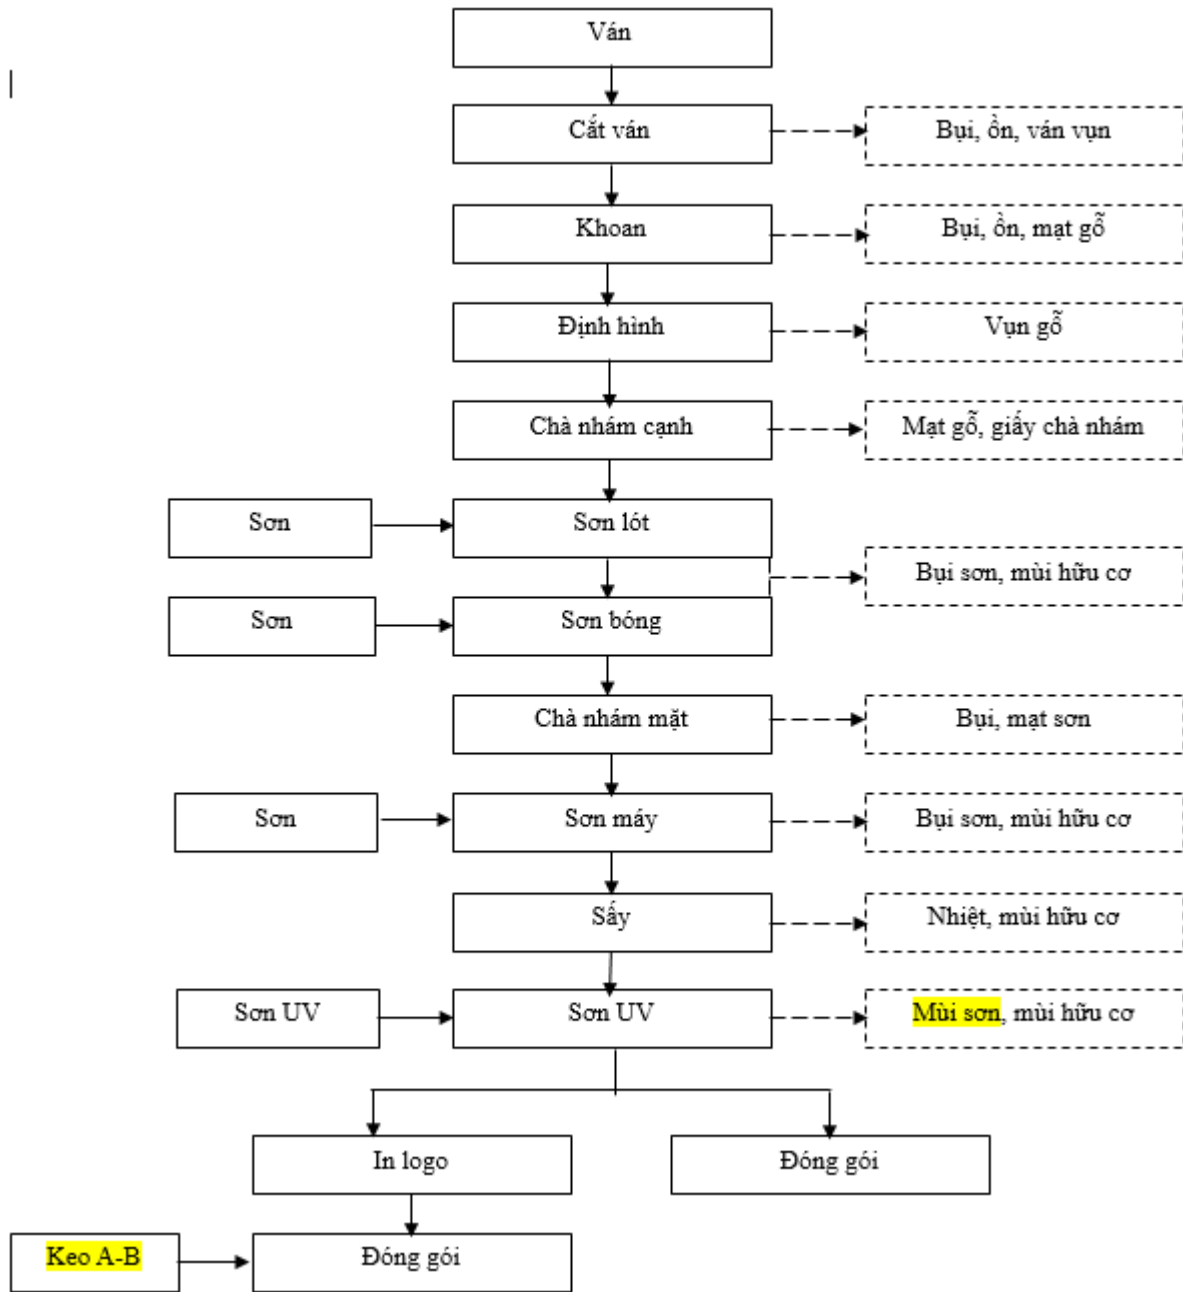 Ván
Cắt ván
Bụi, ồn, ván vụn
Khoan
Bụi, ồn, mạt gỗ
Định hình
Vụn gỗ
Chà nhám cạnh
Mạt gỗ, giấy chà nhám
Sơn
Sơn lót
Bụi sơn, mùi hữu cơ
Sơn
Sơn bóng
Chà nhám mặt
Bụi, mạt sơn
Sơn
Sơn máy
Bụi sơn, mùi hữu cơ
Sấy
Nhiệt, mùi hữu cơ
Sơn UV
Sơn UV
Mùi sơn, mùi hữu cơ
In logo
Đóng gói
Keo A-B
Đóng gói